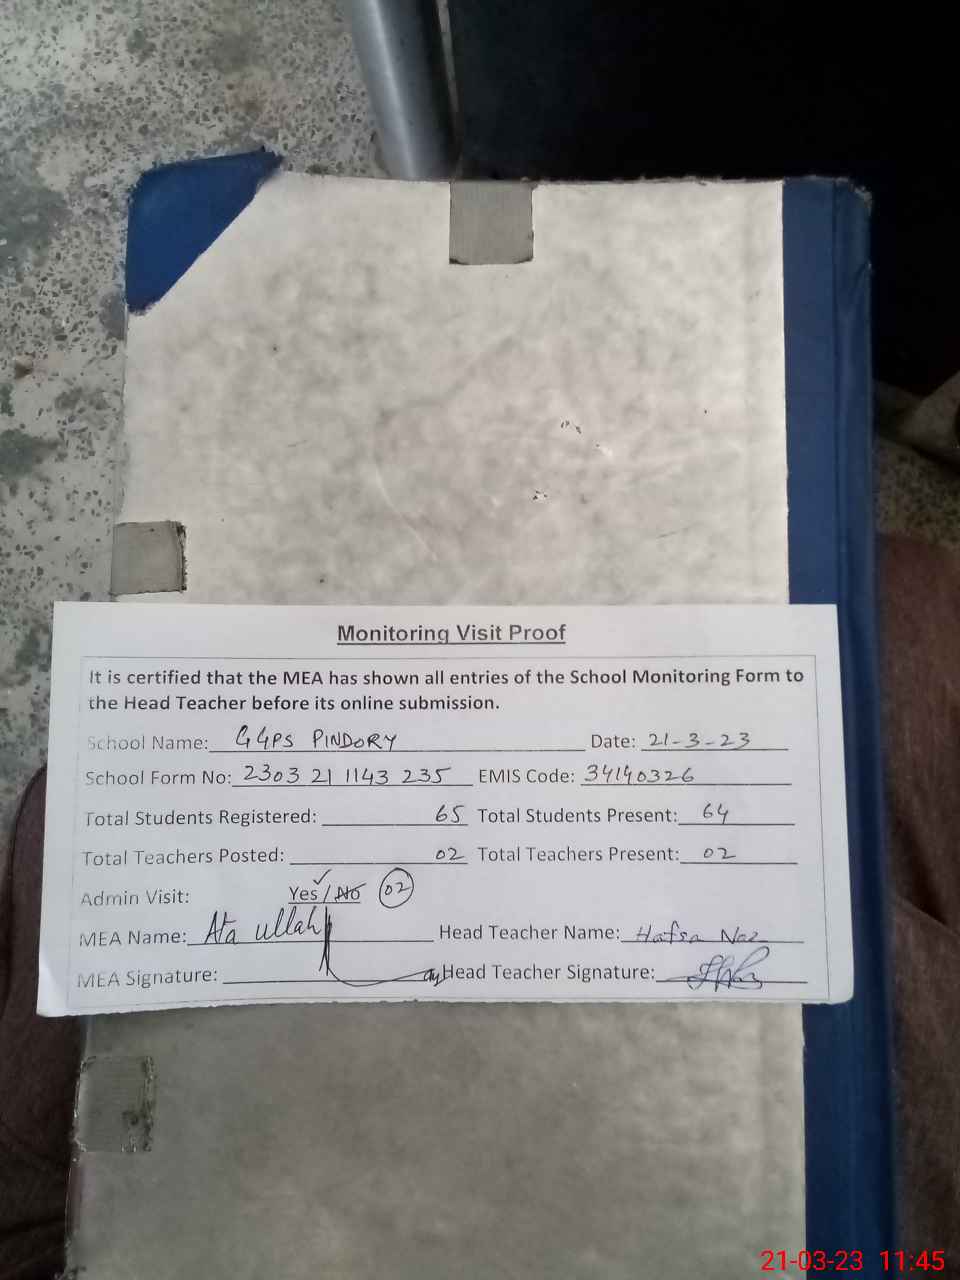 Monitoring Visit Proof
It is certified that the MEA has shown all entries of the School Monitoring Form to
the Head Teacher before its online submission.
School Name: GGPS PINDORY Date: 21-3-23
School Form No: 2303 21 1143 235 EMIS Code: 34140326
Total Students Registered: 65 Total Students Present: 64
Total Teachers Posted: 02 Total Teachers Present: 02
Admin Visit: Yes / No 02
MEA Name: Ata ullah Head Teacher Name: Hafsa Naz
MEA Signature: Head Teacher Signature:
21-03-23 11:45